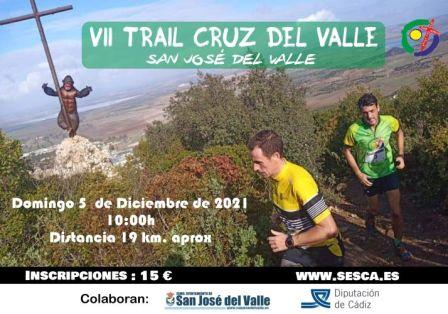 VII TRAIL CRUZ DEL VALLE
SAN JOSÉ DEL VALLE
Domingo 5 de Diciembre de 2021
10:00h
Distancia 19 km. aprox
INSCRIPCIONES : 15 € WWW.SESCA.ES
Colaboran:
San José del Valle
Diputación
de Cádiz